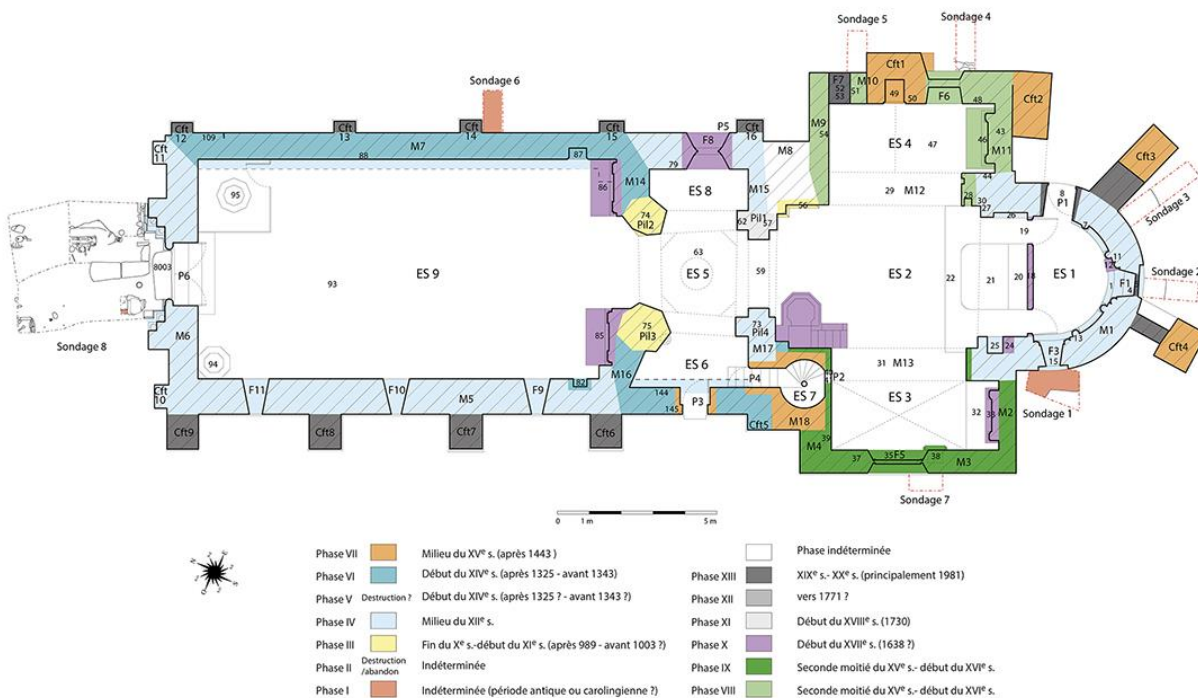 Sondage 5
Sondage 4
Cft1
F7
52
53
M10
51
49
50
F6
48
Cft2
Sondage 6
M9
54
46
43
M11
ES 4
47
44
Cft3
Cft 11
Cft 12
109
1
Cft 13
Cft 14
Cft 15
P5
Cft 16
M7
88
87
F8
79
M8
86
M14
ES 8
M15
29
M12
28
30
27
26
8
P1
7
Sondage 3
95
74
Pil2
62
Pil1
57
56
19
63
11
12
Sondage 2
8003
P6
93
ES 9
ES 5
59
ES 2
22
21
20
18
ES 1
1
F1
4
75
Pil3
73
Pil4
M1
Sondage 8
M6
85
M17
25
24
13
F3
15
Cft4
94
M16
ES 6
31
M13
82
P4
P2
ES 7
ES 3
Sondage 1
Cft 10
F11
F10
M5
F9
144
145
P3
32
33
M2
Cft9
Cft8
Cft7
Cft6
Cft5
M18
M4
39
37
35
F5
38
M3
Sondage 7
0 1 m 5 m
Phase VII Milieu du XVe s. (après 1443 )
Phase VI Début du XIVe s. (après 1325 - avant 1343)
Phase V Destruction ? Début du XIVe s. (après 1325 ? - avant 1343 ?)
Phase IV Milieu du XIIe s.
Phase III Fin du Xe s.-début du XIe s. (après 989 - avant 1003 ?)
Phase II Destruction /abandon Indéterminée
Phase I Indéterminée (période antique ou carolingienne ?)
Phase indéterminée
Phase XIII XIXe s.- XXe s. (principalement 1981)
Phase XII vers 1771 ?
Phase XI Début du XVIIIe s. (1730)
Phase X Début du XVIIe s. (1638 ?)
Phase IX Seconde moitié du XVe s.- début du XVIe s.
Phase VIII Seconde moitié du XVe s.- début du XVIe s.